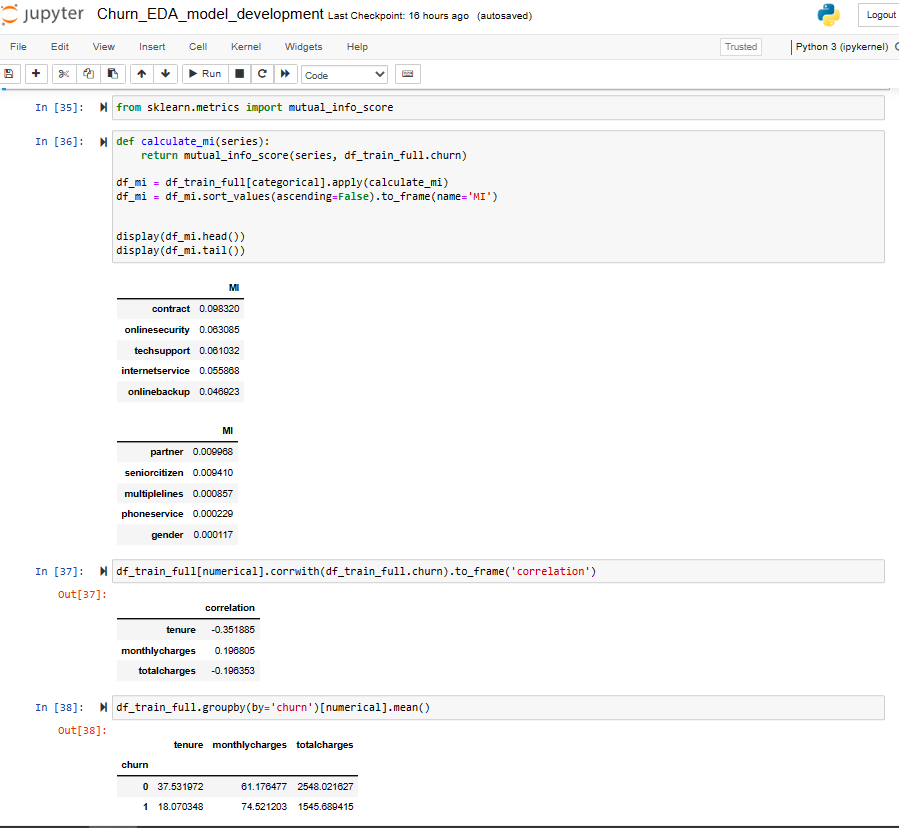 jupyter Churn_EDA_model_development Last Checkpoint: 16 hours ago (autosaved) Logout
File Edit View Insert Cell Kernel Widgets Help Trusted Python 3 (ipykernel)
Run Code
In [35]: from sklearn.metrics import mutual_info_score
In [36]: def calculate_mi(series):
return mutual_info_score(series, df_train_full.churn)
df_mi = df_train_full[categorical].apply(calculate_mi)
df_mi = df_mi.sort_values(ascending=False).to_frame(name='MI')
display(df_mi.head())
display(df_mi.tail())
MI
contract 0.098320
onlinesecurity 0.063085
techsupport 0.061032
internetservice 0.055868
onlinebackup 0.046923
MI
partner 0.009968
seniorcitizen 0.009410
multiplelines 0.000857
phoneservice 0.000229
gender 0.000117
In [37]: df_train_full[numerical].corrwith(df_train_full.churn).to_frame('correlation')
Out[37]:
correlation
tenure -0.351885
monthlycharges 0.196805
totalcharges -0.196353
In [38]: df_train_full.groupby(by='churn')[numerical].mean()
Out[38]:
tenure monthlycharges totalcharges
churn
0 37.531972 61.176477 2548.021627
1 18.070348 74.521203 1545.689415